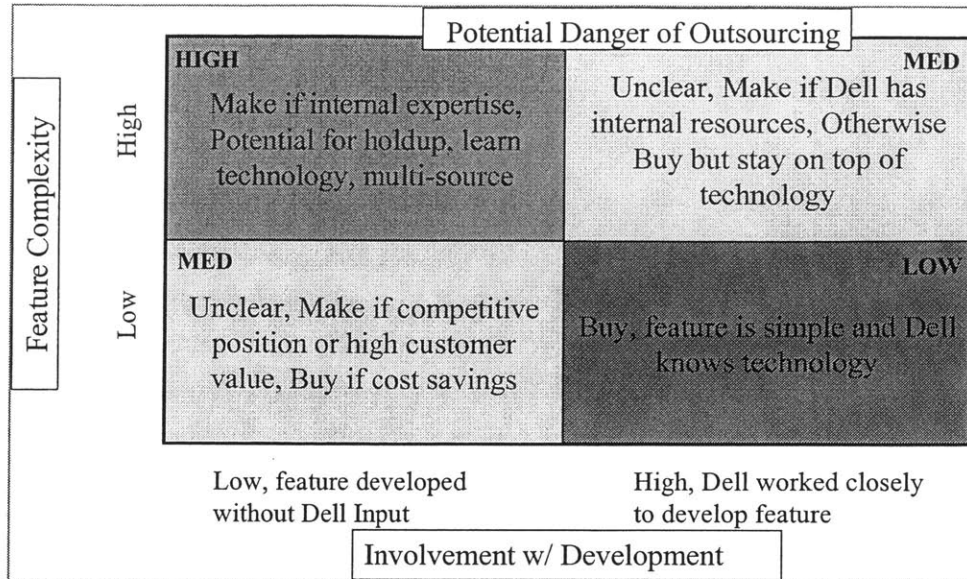 Potential Danger of Outsourcing
HIGH
Make if internal expertise,
Potential for holdup, learn
technology, multi-source
MED
Unclear, Make if Dell has
internal resources, Otherwise
Buy but stay on top of
technology
Feature Complexity
High
Low
MED
Unclear, Make if competitive
position or high customer
value, Buy if cost savings
LOW
Buy, feature is simple and Dell
knows technology
Low, feature developed
without Dell Input
High, Dell worked closely
to develop feature
Involvement w/ Development